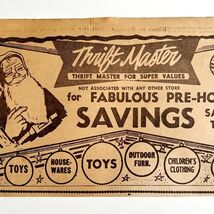 Thrift Master
THRIFT MASTER FOR SUPER VALUES
NOT ASSOCIATED WITH ANY OTHER STORE
for FABULOUS PRE-HO
SAVINGS
TOYS
HOUSE-
WARES
TOYS
OUTDOOR
FURN.
CHILDREN'S
CLOTHING